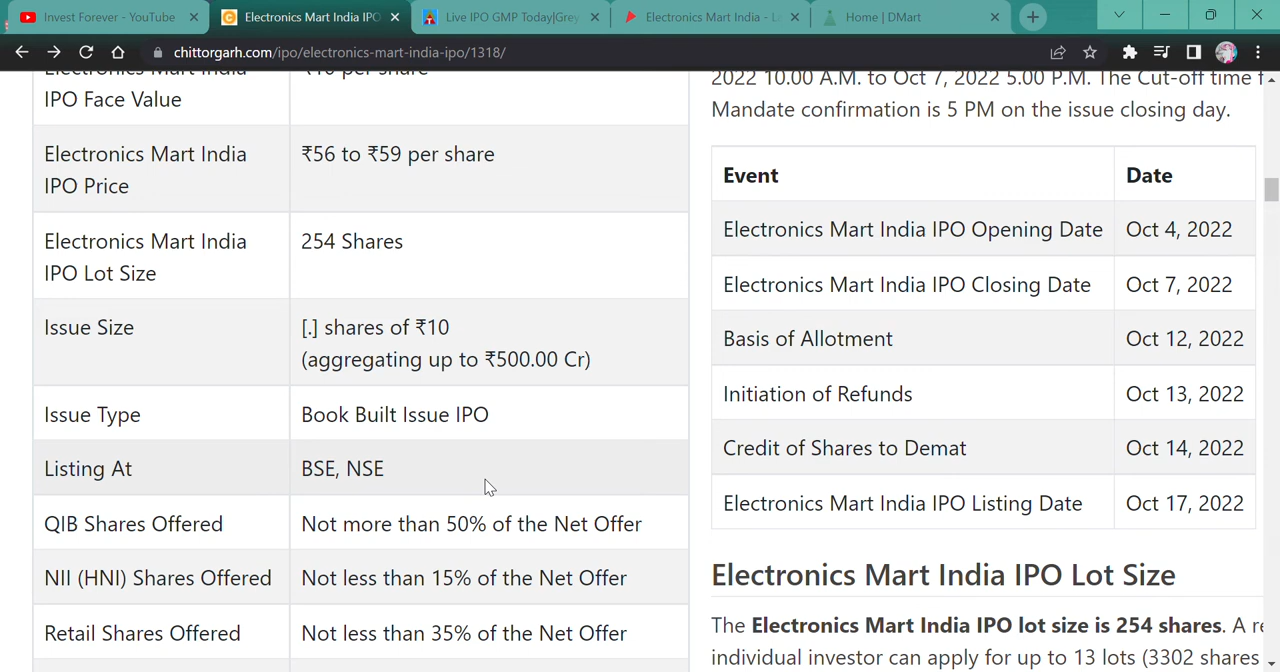 Invest Forever - YouTube
Electronics Mart India IPO
Live IPO GMP Today|Grey
Electronics Mart India - L
Home | DMart
chittorgarh.com/ipo/electronics-mart-india-ipo/1318/
Electronics Mart India ₹10 per share
IPO Face Value
Electronics Mart India ₹56 to ₹59 per share
IPO Price
Electronics Mart India 254 Shares
IPO Lot Size
Issue Size [.] shares of ₹10
(aggregating up to ₹500.00 Cr)
Issue Type Book Built Issue IPO
Listing At BSE, NSE
QIB Shares Offered Not more than 50% of the Net Offer
NII (HNI) Shares Offered Not less than 15% of the Net Offer
Retail Shares Offered Not less than 35% of the Net Offer
2022 10.00 A.M. to Oct 7, 2022 5.00 P.M. The Cut-off time f
Mandate confirmation is 5 PM on the issue closing day.
Event Date
Electronics Mart India IPO Opening Date Oct 4, 2022
Electronics Mart India IPO Closing Date Oct 7, 2022
Basis of Allotment Oct 12, 2022
Initiation of Refunds Oct 13, 2022
Credit of Shares to Demat Oct 14, 2022
Electronics Mart India IPO Listing Date Oct 17, 2022
Electronics Mart India IPO Lot Size
The Electronics Mart India IPO lot size is 254 shares. A re
individual investor can apply for up to 13 lots (3302 shares